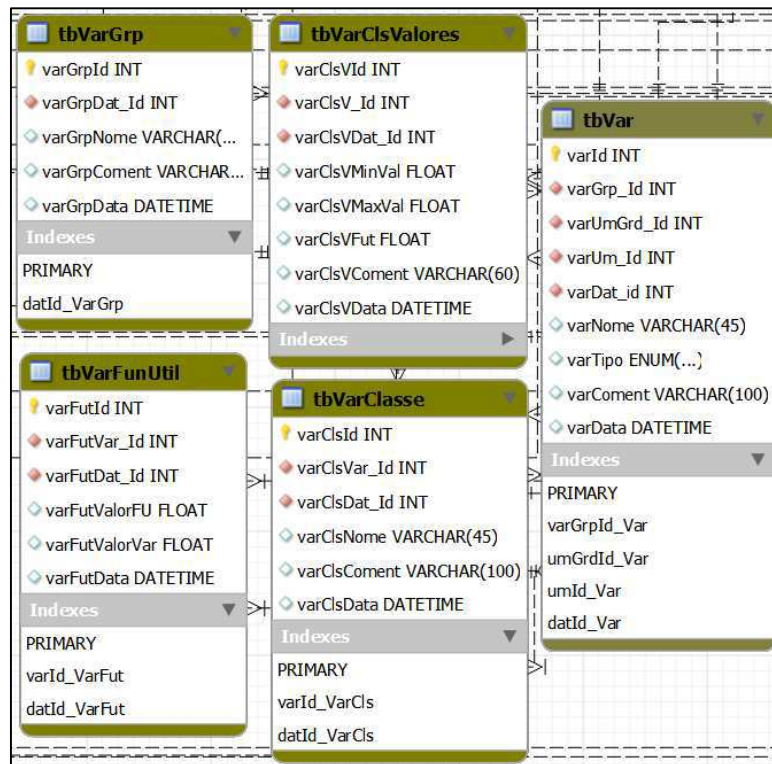 tbVarGrp
varGrpId INT
varGrpDat_Id INT
varGrpNome VARCHAR(...
varGrpComent VARCHAR...
varGrpData DATETIME
Indexes
PRIMARY
datId_VarGrp
tbVarClsValores
varClsVId INT
varClsV_Id INT
varClsVDat_Id INT
varClsVMinVal FLOAT
varClsVMaxVal FLOAT
varClsVFut FLOAT
varClsVComent VARCHAR(60)
varClsVData DATETIME
Indexes
tbVar
varId INT
varGrp_Id INT
varUmGrd_Id INT
varUm_Id INT
varDat_id INT
varNome VARCHAR(45)
varTipo ENUM(...)
varComent VARCHAR(100)
varData DATETIME
Indexes
PRIMARY
varGrpId_Var
umGrdId_Var
umId_Var
datId_Var
tbVarFunUtil
varFutId INT
varFutVar_Id INT
varFutDat_Id INT
varFutValorFU FLOAT
varFutValorVar FLOAT
varFutData DATETIME
Indexes
PRIMARY
varId_VarFut
datId_VarFut
tbVarClasse
varClsId INT
varClsVar_Id INT
varClsDat_Id INT
varClsNome VARCHAR(45)
varClsComent VARCHAR(100)
varClsData DATETIME
Indexes
PRIMARY
varId_VarCls
datId_VarCls